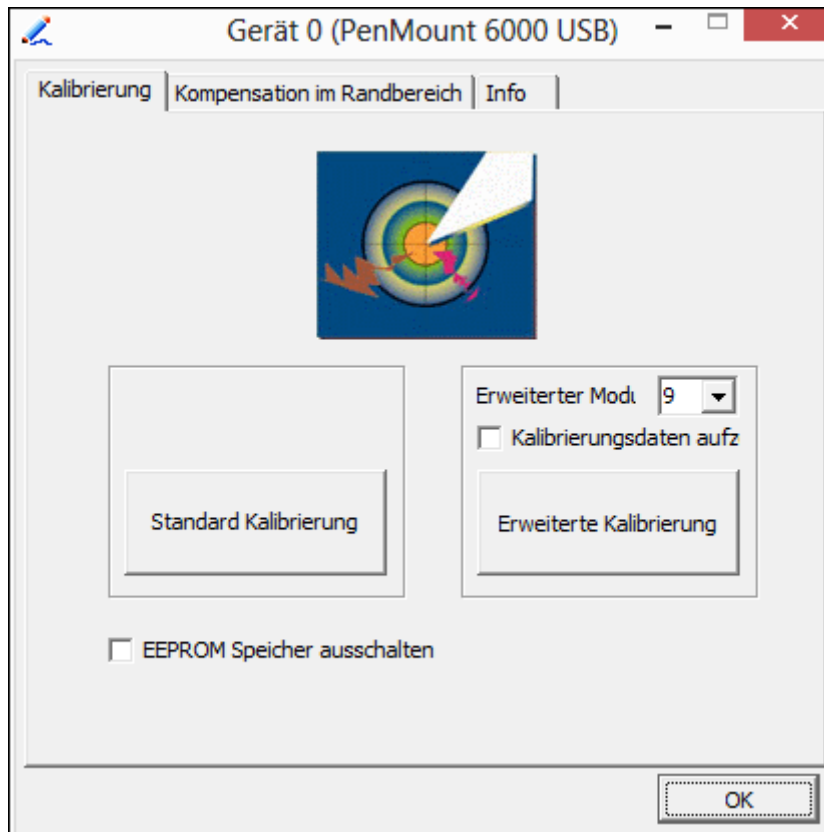 Gerät 0 (PenMount 6000 USB)
Kalibrierung Kompensation im Randbereich Info
Erweiterter Modu 9
Kalibrierungsdaten aufz
Standard Kalibrierung
Erweiterte Kalibrierung
EEPROM Speicher ausschalten
OK